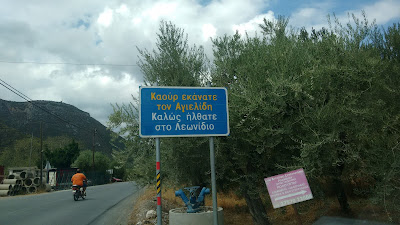 Καούρ εκάνατε
τον Αγιελίδη
Καλώς ήλθατε
στο Λεωνίδιο